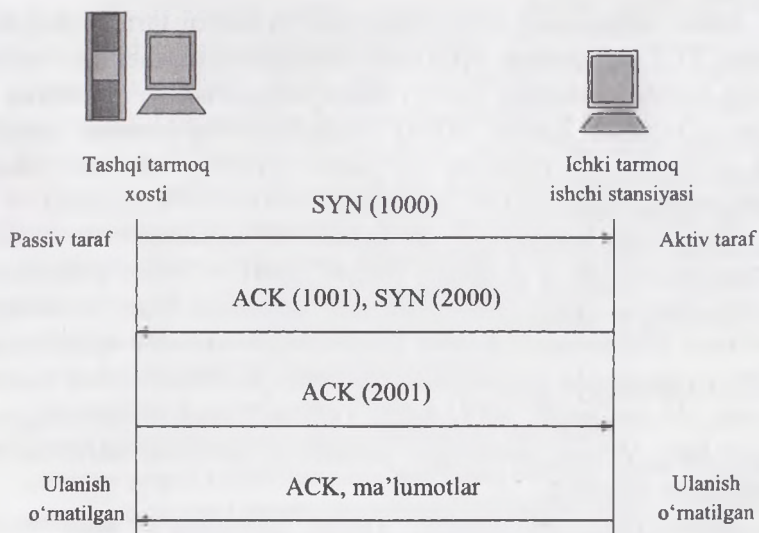 Tashqi tarmoq
xosti
Ichki tarmoq
ishchi stansiyasi
SYN (1000)
Passiv taraf
Aktiv taraf
ACK (1001), SYN (2000)
ACK (2001)
Ulanish
o‘rnatilgan
ACK, ma’lumotlar
Ulanish
o‘rnatilgan